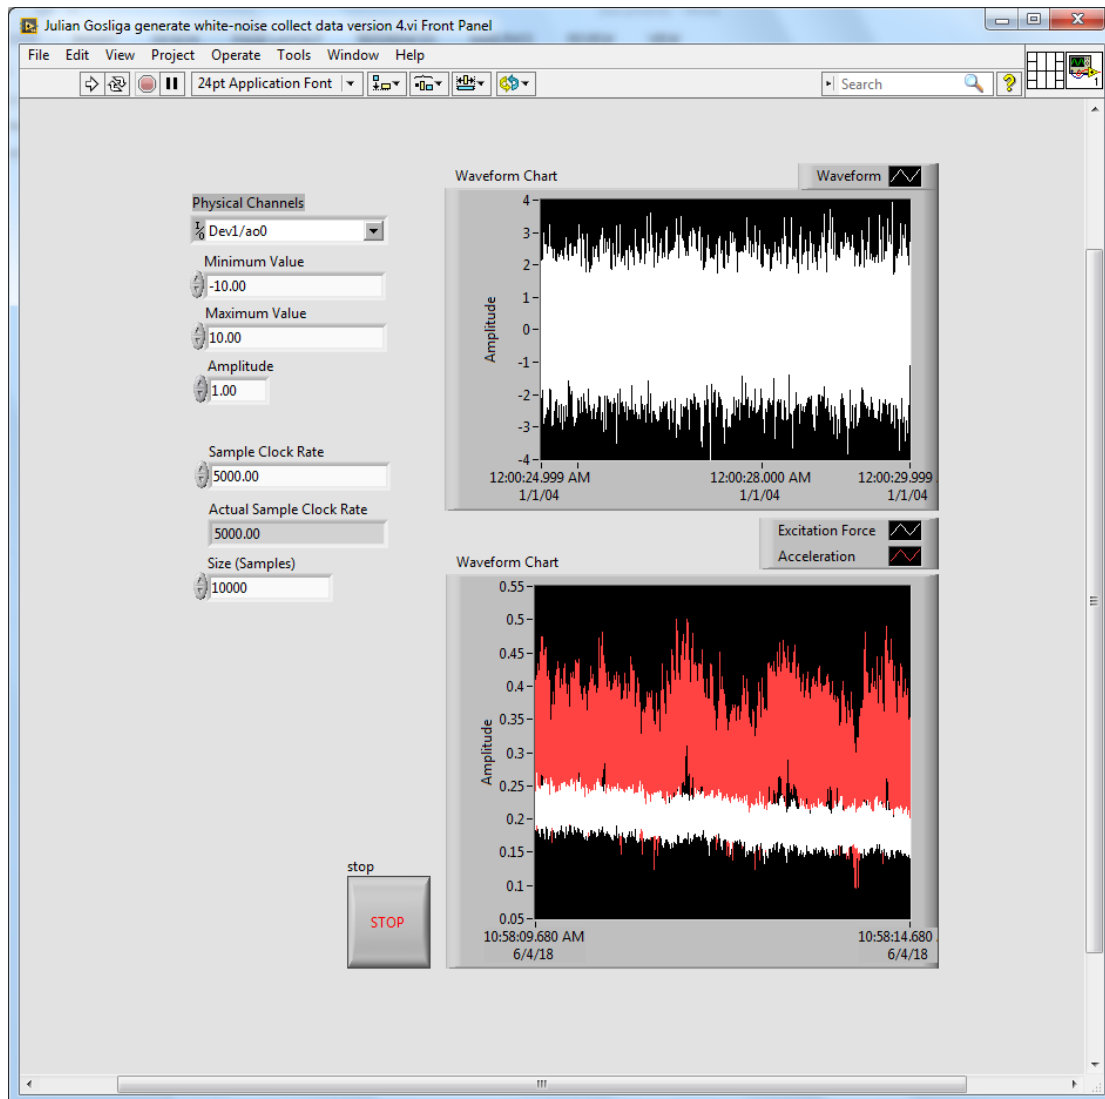 Julian Gosliga generate white-noise collect data version 4.vi Front Panel
File Edit View Project Operate Tools Window Help
24pt Application Font
Search
?
1
Physical Channels
I/O Dev1/ao0
Minimum Value
-10.00
Maximum Value
10.00
Amplitude
1.00
Sample Clock Rate
5000.00
Actual Sample Clock Rate
5000.00
Size (Samples)
10000
stop
STOP
Waveform Chart
Waveform
Amplitude
4
3
2
1
0
-1
-2
-3
-4
12:00:24.999 AM 12:00:28.000 AM 12:00:29.999
1/1/04 1/1/04 1/1/04
Excitation Force
Acceleration
Waveform Chart
Amplitude
0.55
0.5
0.45
0.4
0.35
0.3
0.25
0.2
0.15
0.1
0.05
10:58:09.680 AM 10:58:14.680
6/4/18 6/4/18